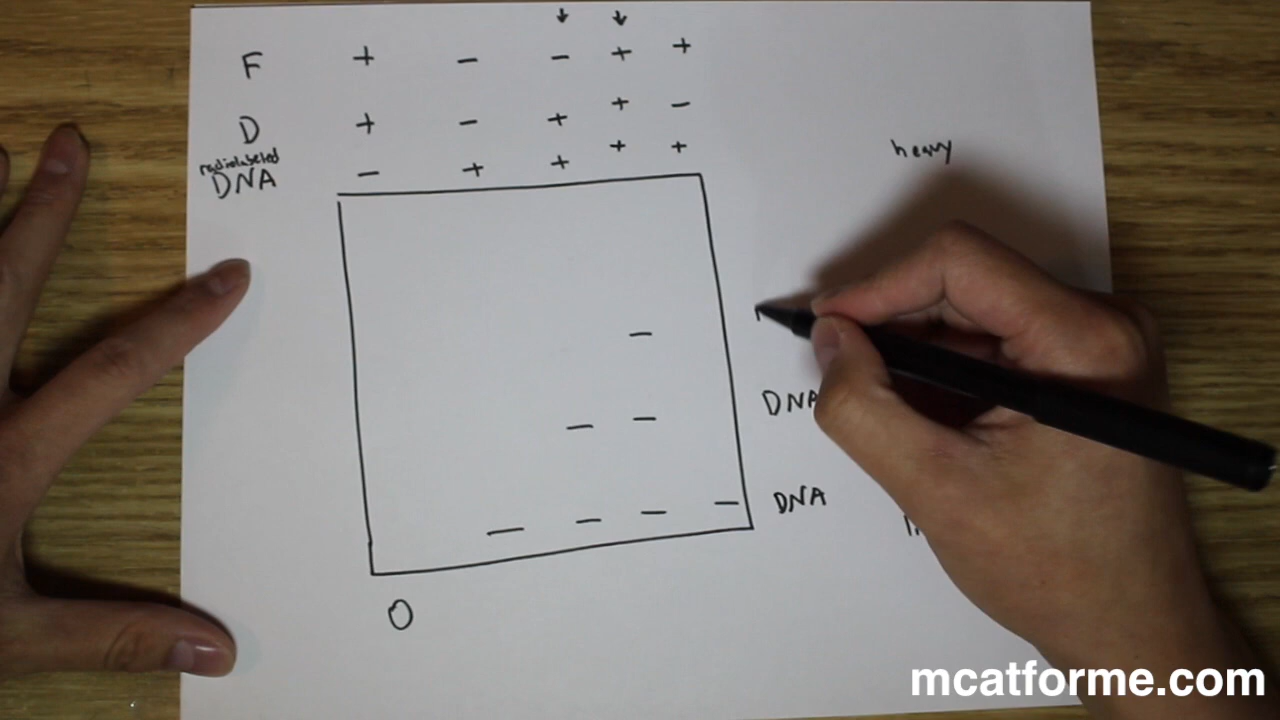 ↓ ↓
F + − − + +
D + − + + −
radiolabeled
DNA − + + + +
heavy
DNA
DNA
O
mcatforme.com